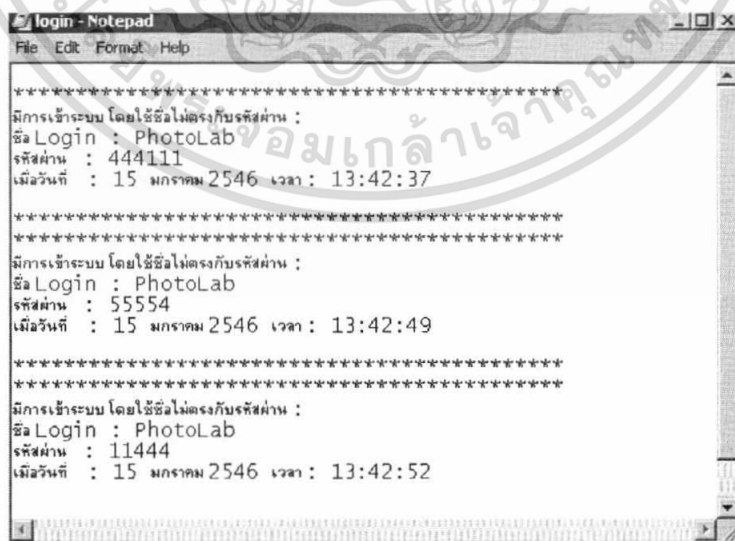 login - Notepad
File Edit Format Help
********************************************
มีการเข้าระบบ โดยใช้ชื่อไม่ตรงกับรหัสผ่าน :
ชื่อ Login : PhotoLab
รหัสผ่าน : 444111
เมื่อวันที่ : 15 มกราคม 2546 เวลา : 13:42:37
********************************************
********************************************
มีการเข้าระบบ โดยใช้ชื่อไม่ตรงกับรหัสผ่าน :
ชื่อ Login : PhotoLab
รหัสผ่าน : 55554
เมื่อวันที่ : 15 มกราคม 2546 เวลา : 13:42:49
********************************************
********************************************
มีการเข้าระบบ โดยใช้ชื่อไม่ตรงกับรหัสผ่าน :
ชื่อ Login : PhotoLab
รหัสผ่าน : 11444
เมื่อวันที่ : 15 มกราคม 2546 เวลา : 13:42:52